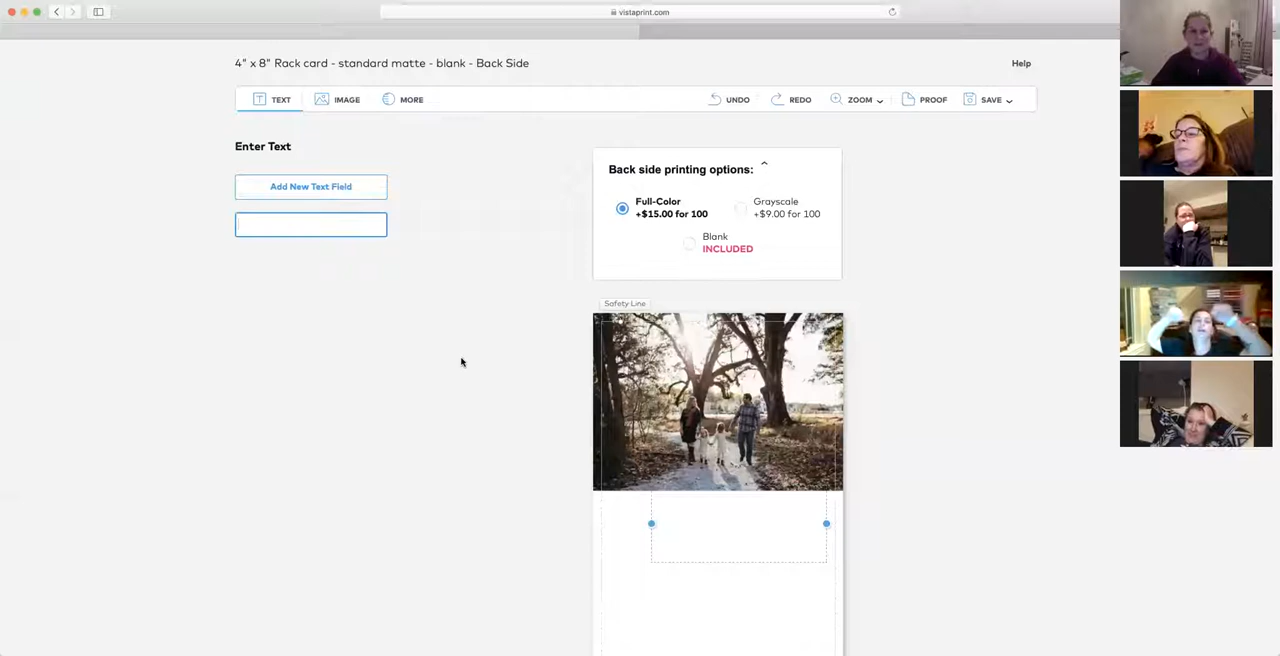 vistaprint.com
4" x 8" Rack card - standard matte - blank - Back Side
Help
TEXT
IMAGE
MORE
UNDO
REDO
ZOOM
PROOF
SAVE
Enter Text
Add New Text Field
Back side printing options:
Full-Color
+$15.00 for 100
Grayscale
+$9.00 for 100
Blank
INCLUDED
Safety Line